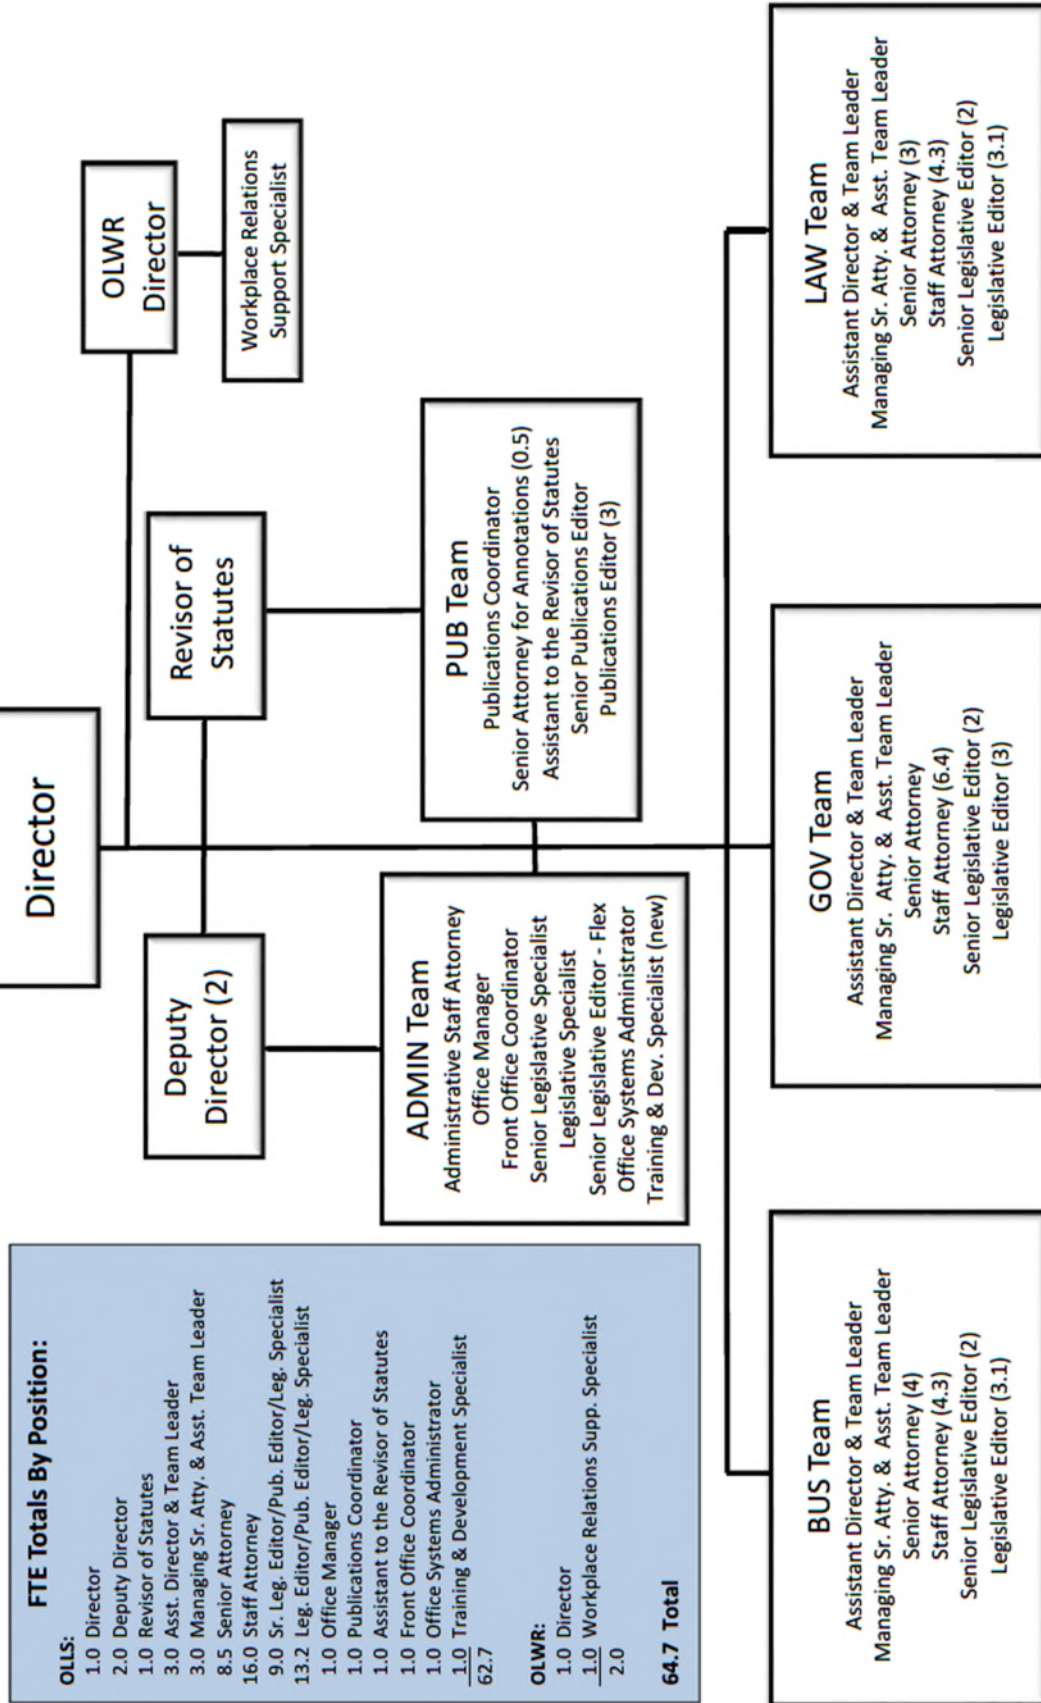 Director
OLWR
Director
Workplace Relations
Support Specialist
Deputy
Director (2)
Revisor of
Statutes
FTE Totals By Position:
OLLS:
1.0 Director
2.0 Deputy Director
1.0 Revisor of Statutes
3.0 Asst. Director & Team Leader
3.0 Managing Sr. Atty. & Asst. Team Leader
8.5 Senior Attorney
16.0 Staff Attorney
9.0 Sr. Leg. Editor/Pub. Editor/Leg. Specialist
13.2 Leg. Editor/Pub. Editor/Leg. Specialist
1.0 Office Manager
1.0 Publications Coordinator
1.0 Assistant to the Revisor of Statutes
1.0 Front Office Coordinator
1.0 Office Systems Administrator
1.0 Training & Development Specialist
62.7
OLWR:
1.0 Director
1.0 Workplace Relations Supp. Specialist
2.0
64.7 Total
ADMIN Team
Administrative Staff Attorney
Office Manager
Front Office Coordinator
Senior Legislative Specialist
Legislative Specialist
Senior Legislative Editor - Flex
Office Systems Administrator
Training & Dev. Specialist (new)
PUB Team
Publications Coordinator
Senior Attorney for Annotations (0.5)
Assistant to the Revisor of Statutes
Senior Publications Editor
Publications Editor (3)
BUS Team
Assistant Director & Team Leader
Managing Sr. Atty. & Asst. Team Leader
Senior Attorney (4)
Staff Attorney (4.3)
Senior Legislative Editor (2)
Legislative Editor (3.1)
GOV Team
Assistant Director & Team Leader
Managing Sr. Atty. & Asst. Team Leader
Senior Attorney
Staff Attorney (6.4)
Senior Legislative Editor (2)
Legislative Editor (3)
LAW Team
Assistant Director & Team Leader
Managing Sr. Atty. & Asst. Team Leader
Senior Attorney (3)
Staff Attorney (4.3)
Senior Legislative Editor (2)
Legislative Editor (3.1)